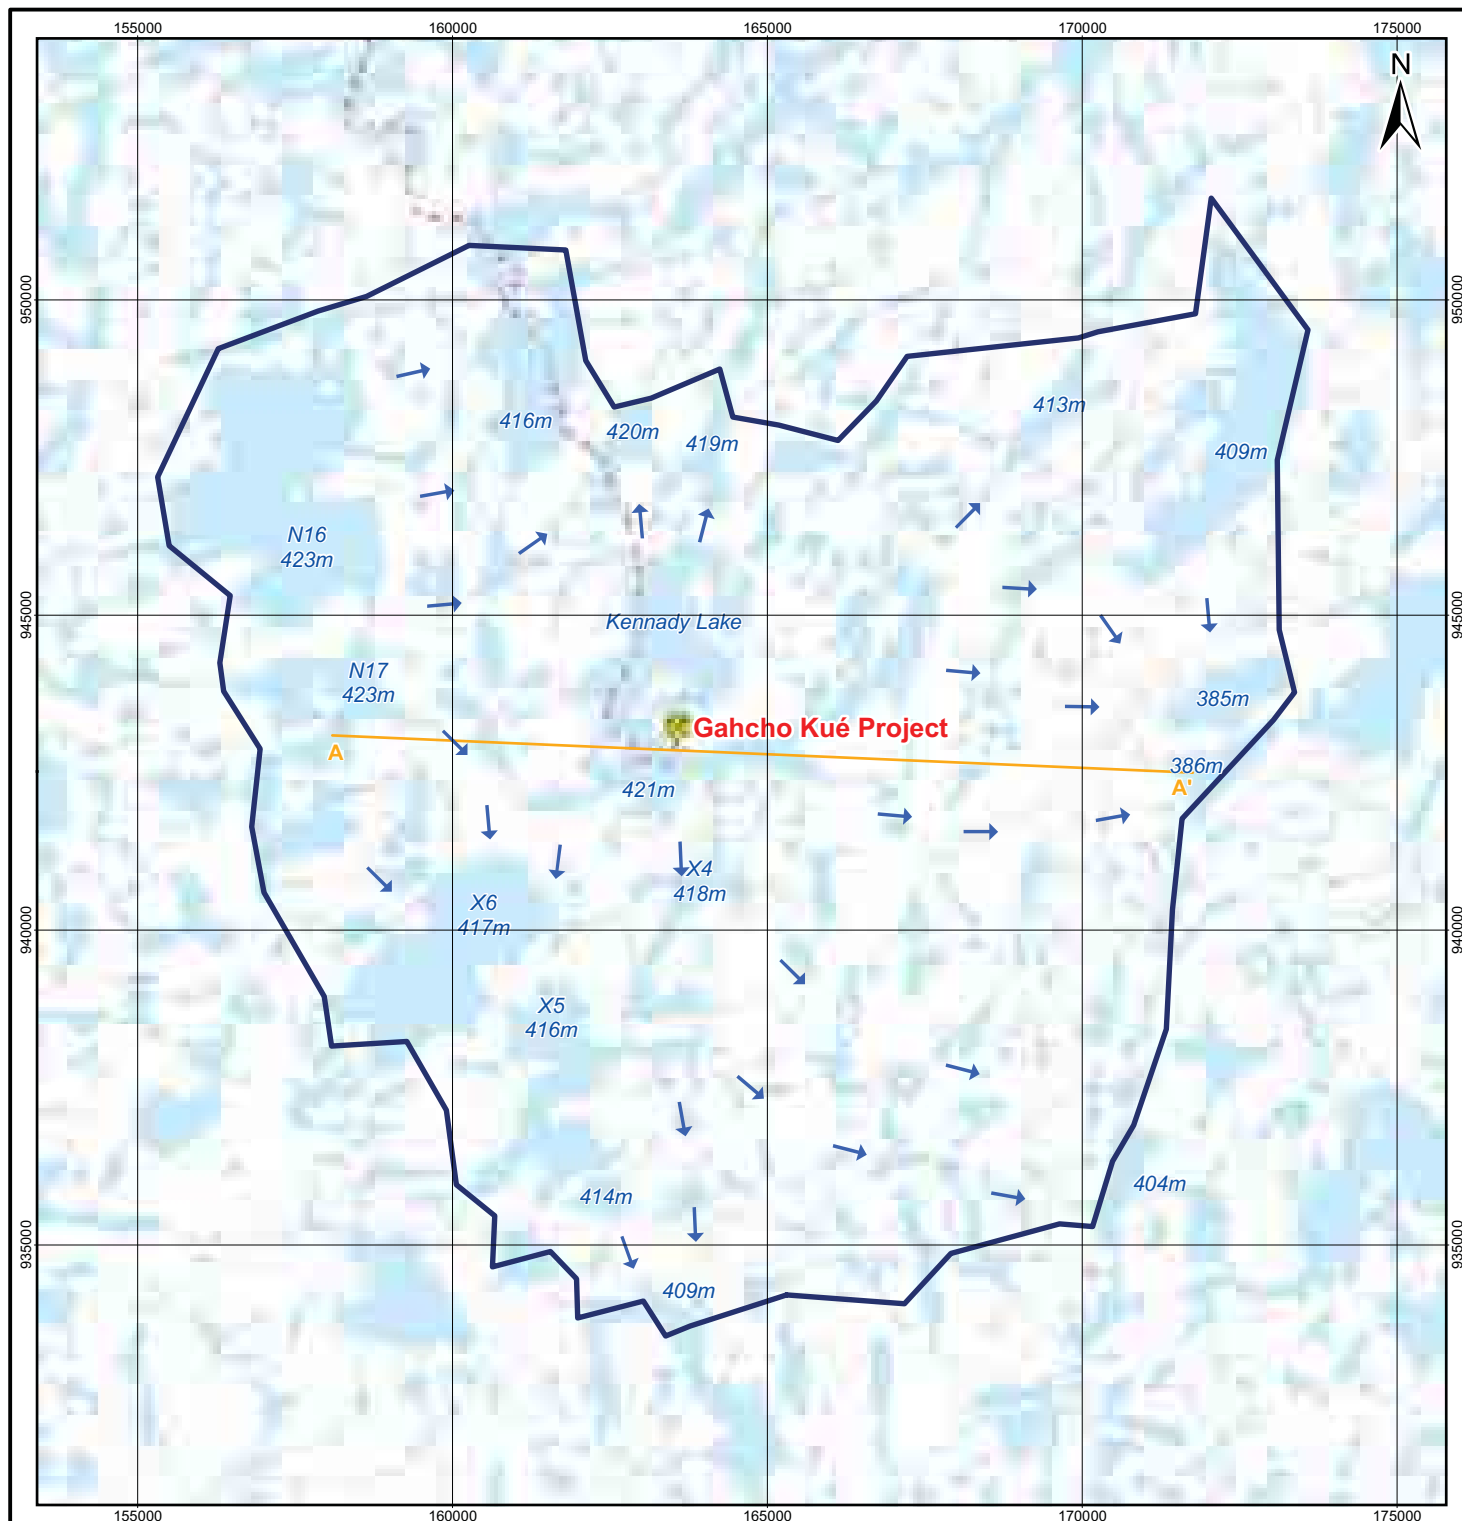 155000 160000 165000 170000 175000
N
950000 950000
416m
420m
419m
413m
409m
N16
423m
945000 945000
Kennady Lake
N17
423m
385m
Gahcho Kué Project
A
386m
A'
421m
X4
418m
X6
417m
940000 940000
X5
416m
414m
404m
935000 935000
409m
155000 160000 165000 170000 175000